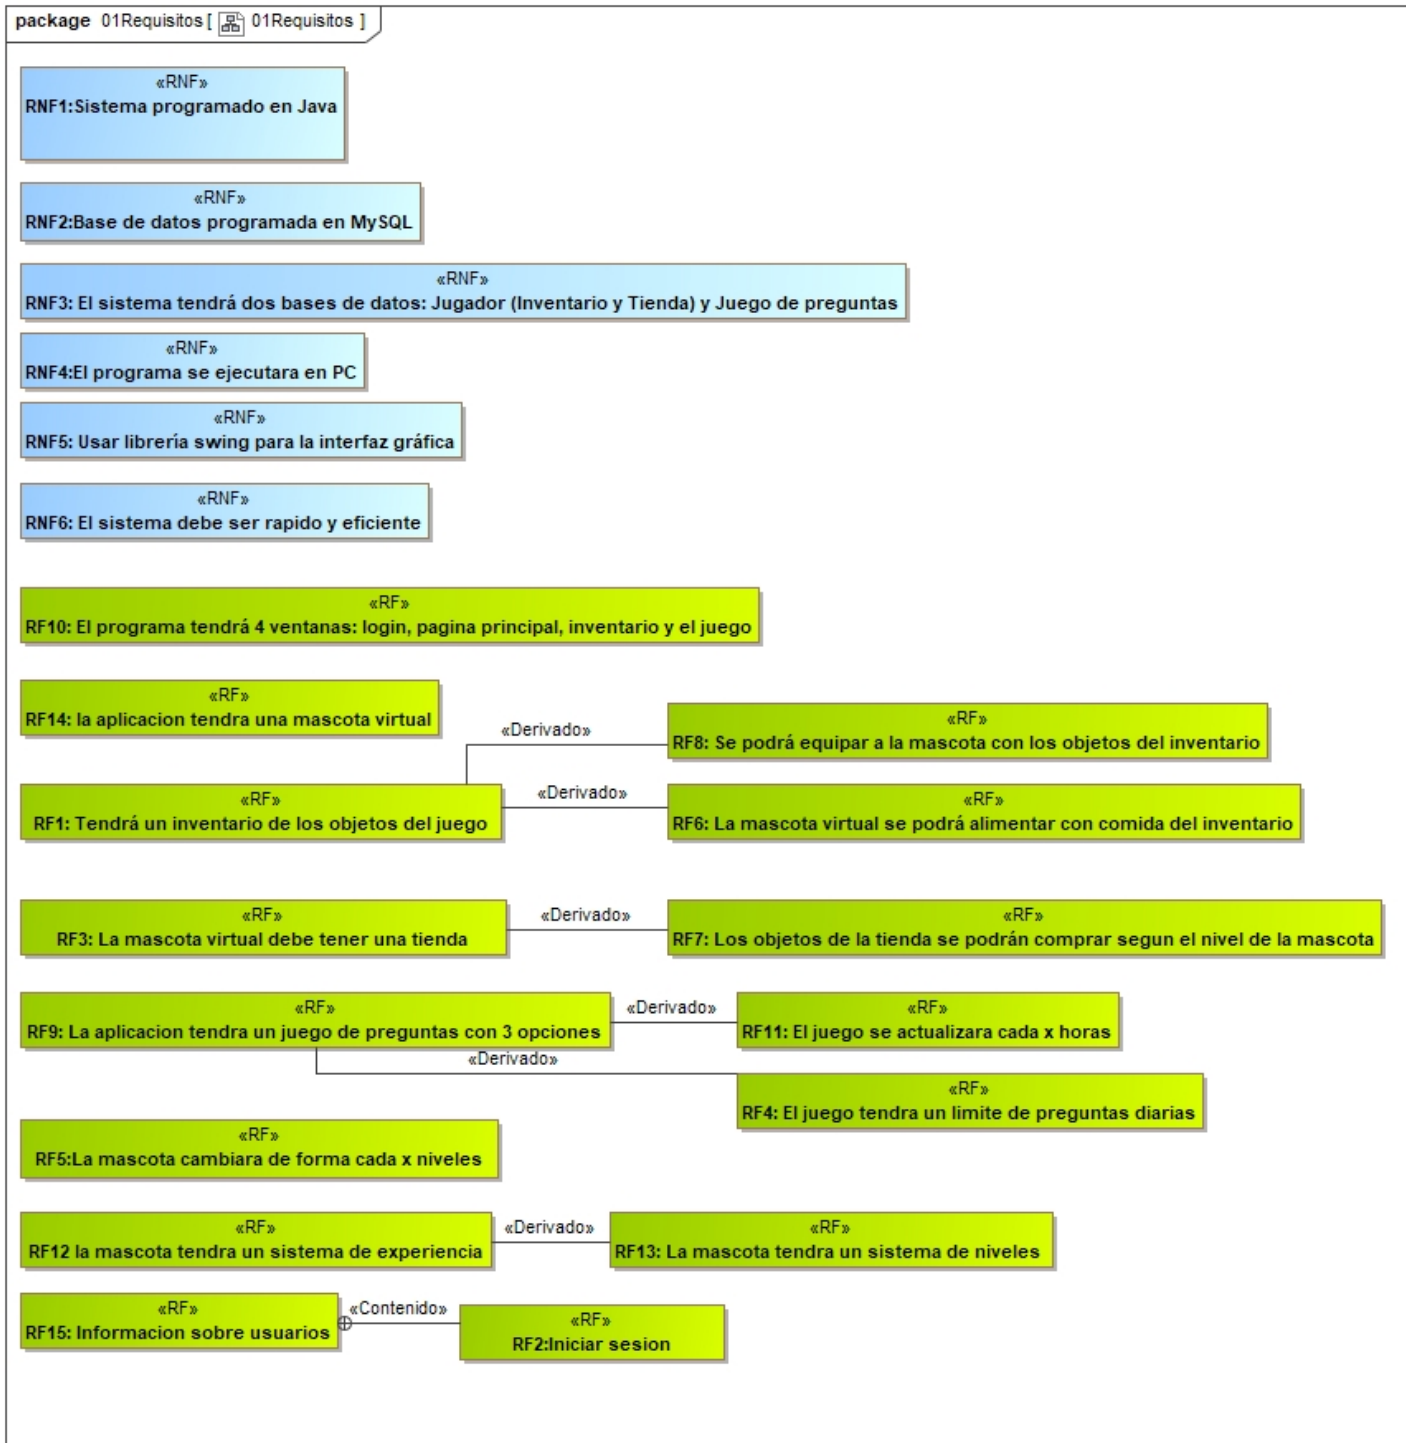 package 01Requisitos [ 01Requisitos ]
«RNF»
RNF1:Sistema programado en Java
«RNF»
RNF2:Base de datos programada en MySQL
«RNF»
RNF3: El sistema tendrá dos bases de datos: Jugador (Inventario y Tienda) y Juego de preguntas
«RNF»
RNF4:El programa se ejecutara en PC
«RNF»
RNF5: Usar librería swing para la interfaz gráfica
«RNF»
RNF6: El sistema debe ser rapido y eficiente
«RF»
RF10: El programa tendrá 4 ventanas: login, pagina principal, inventario y el juego
«RF»
RF14: la aplicacion tendra una mascota virtual
«Derivado»
«RF»
RF8: Se podrá equipar a la mascota con los objetos del inventario
«RF»
RF1: Tendrá un inventario de los objetos del juego
«Derivado»
«RF»
RF6: La mascota virtual se podrá alimentar con comida del inventario
«RF»
RF3: La mascota virtual debe tener una tienda
«Derivado»
«RF»
RF7: Los objetos de la tienda se podrán comprar segun el nivel de la mascota
«RF»
RF9: La aplicacion tendra un juego de preguntas con 3 opciones
«Derivado»
«RF»
RF11: El juego se actualizara cada x horas
«Derivado»
«RF»
RF4: El juego tendra un limite de preguntas diarias
«RF»
RF5:La mascota cambiara de forma cada x niveles
«RF»
RF12 la mascota tendra un sistema de experiencia
«Derivado»
«RF»
RF13: La mascota tendra un sistema de niveles
«RF»
RF15: Informacion sobre usuarios
«Contenido»
«RF»
RF2:Iniciar sesion